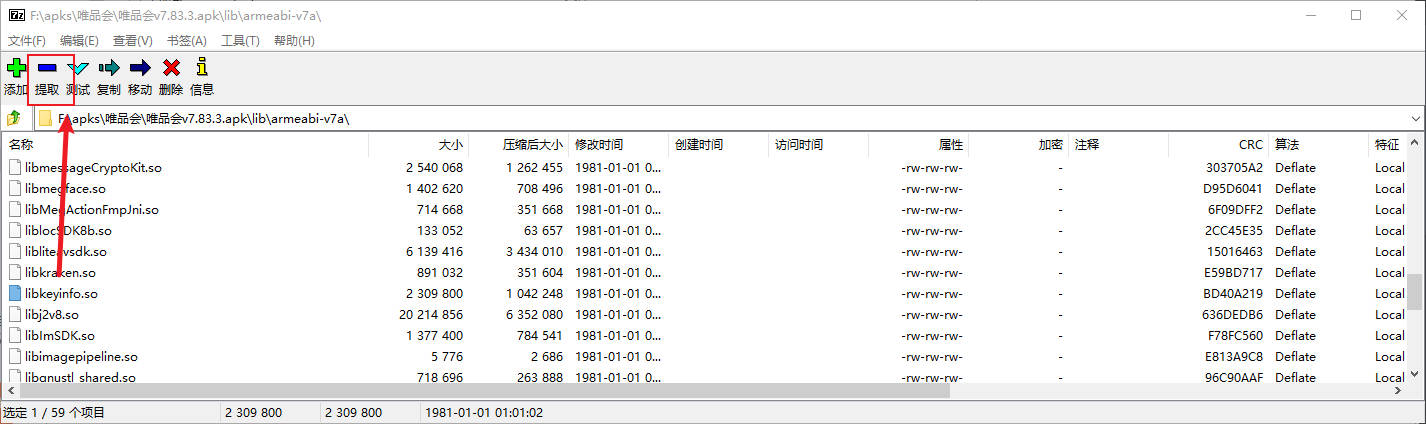 F:\apks\唯品会\唯品会v7.83.3.apk\lib\armeabi-v7a\
文件(F) 编辑(E) 查看(V) 书签(A) 工具(T) 帮助(H)
添加 提取 测试 复制 移动 删除 信息
F:\apks\唯品会\唯品会v7.83.3.apk\lib\armeabi-v7a\
名称 大小 压缩后大小 修改时间 创建时间 访问时间 属性 加密 注释 CRC 算法 特征
libmessageCryptoKit.so 2 540 068 1 262 455 1981-01-01 0... -rw-rw-rw- - 303705A2 Deflate Local
libmegface.so 1 402 620 708 496 1981-01-01 0... -rw-rw-rw- - D95D6041 Deflate Local
libMegActionFmpJni.so 714 668 351 668 1981-01-01 0... -rw-rw-rw- - 6F09DFF2 Deflate Local
liblocSDK8b.so 133 052 63 657 1981-01-01 0... -rw-rw-rw- - 2CC45E35 Deflate Local
libliteavsdk.so 6 139 416 3 434 010 1981-01-01 0... -rw-rw-rw- - 15016463 Deflate Local
libkraken.so 891 032 351 604 1981-01-01 0... -rw-rw-rw- - E59BD717 Deflate Local
libkeyinfo.so 2 309 800 1 042 248 1981-01-01 0... -rw-rw-rw- - BD40A219 Deflate Local
libj2v8.so 20 214 856 6 352 080 1981-01-01 0... -rw-rw-rw- - 636DEDB6 Deflate Local
libImSDK.so 1 377 400 784 541 1981-01-01 0... -rw-rw-rw- - F78FC560 Deflate Local
libimagepipeline.so 5 776 2 686 1981-01-01 0... -rw-rw-rw- - E813A9C8 Deflate Local
libgnustl_shared.so 718 696 263 888 1981-01-01 0... -rw-rw-rw- - 96C90AAF Deflate Local
选定 1 / 59 个项目 2 309 800 2 309 800 1981-01-01 01:01:02